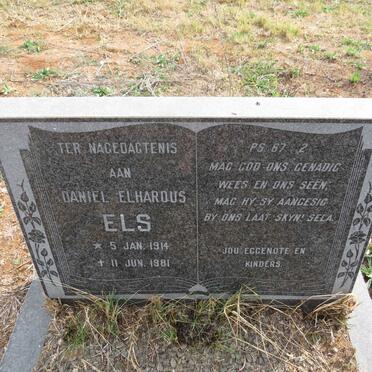 TER NAGEDAGTENIS
AAN
DANIEL ELHARDUS
ELS
* 5 JAN. 1914
+ 11 JUN. 1981
PS 67 : 2
MAG GOD ONS GENADIG
WEES EN ONS SEËN,
MAG HY SY AANGESIG
BY ONS LAAT SKYN! SELA.
JOU EGGENOTE EN
KINDERS